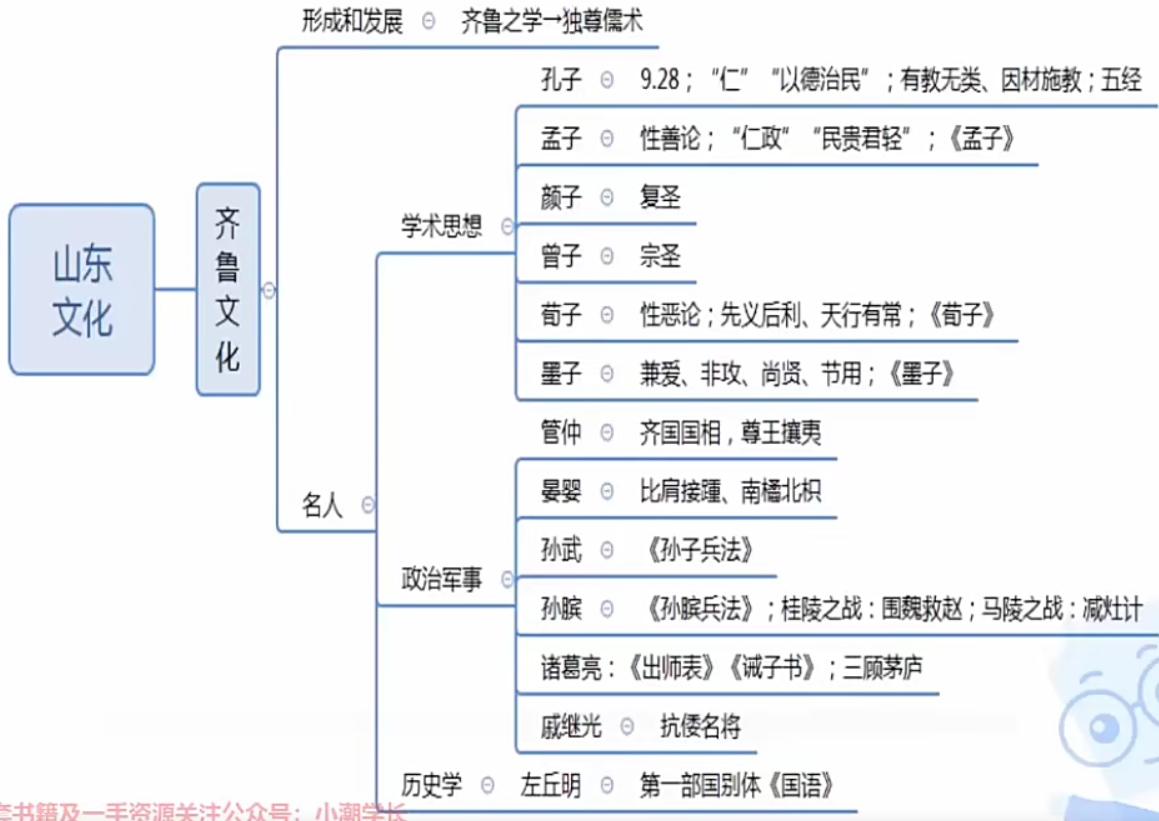 形成和发展 齐鲁之学→独尊儒术
孔子 9.28；“仁”“以德治民”；有教无类、因材施教；五经
孟子 性善论；“仁政”“民贵君轻”；《孟子》
颜子 复圣
学术思想
曾子 宗圣
荀子 性恶论；先义后利、天行有常；《荀子》
墨子 兼爱、非攻、尚贤、节用；《墨子》
山东
文化
齐
鲁
文
化
名人
管仲 齐国国相，尊王攘夷
晏婴 比肩接踵、南橘北枳
孙武 《孙子兵法》
政治军事
孙膑 《孙膑兵法》；桂陵之战：围魏救赵；马陵之战：减灶计
诸葛亮：《出师表》《诫子书》；三顾茅庐
戚继光 抗倭名将
历史学 左丘明 第一部国别体《国语》
套书籍及一手资源关注公众号：小潮学长